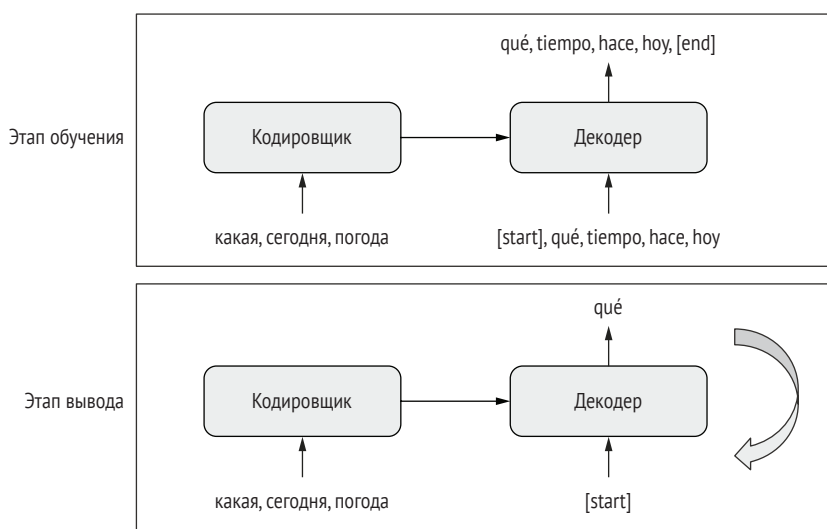 qué, tiempo, hace, hoy, [end]
Этап обучения
Кодировщик
Декодер
какая, сегодня, погода
[start], qué, tiempo, hace, hoy
qué
Этап вывода
Кодировщик
Декодер
какая, сегодня, погода
[start]